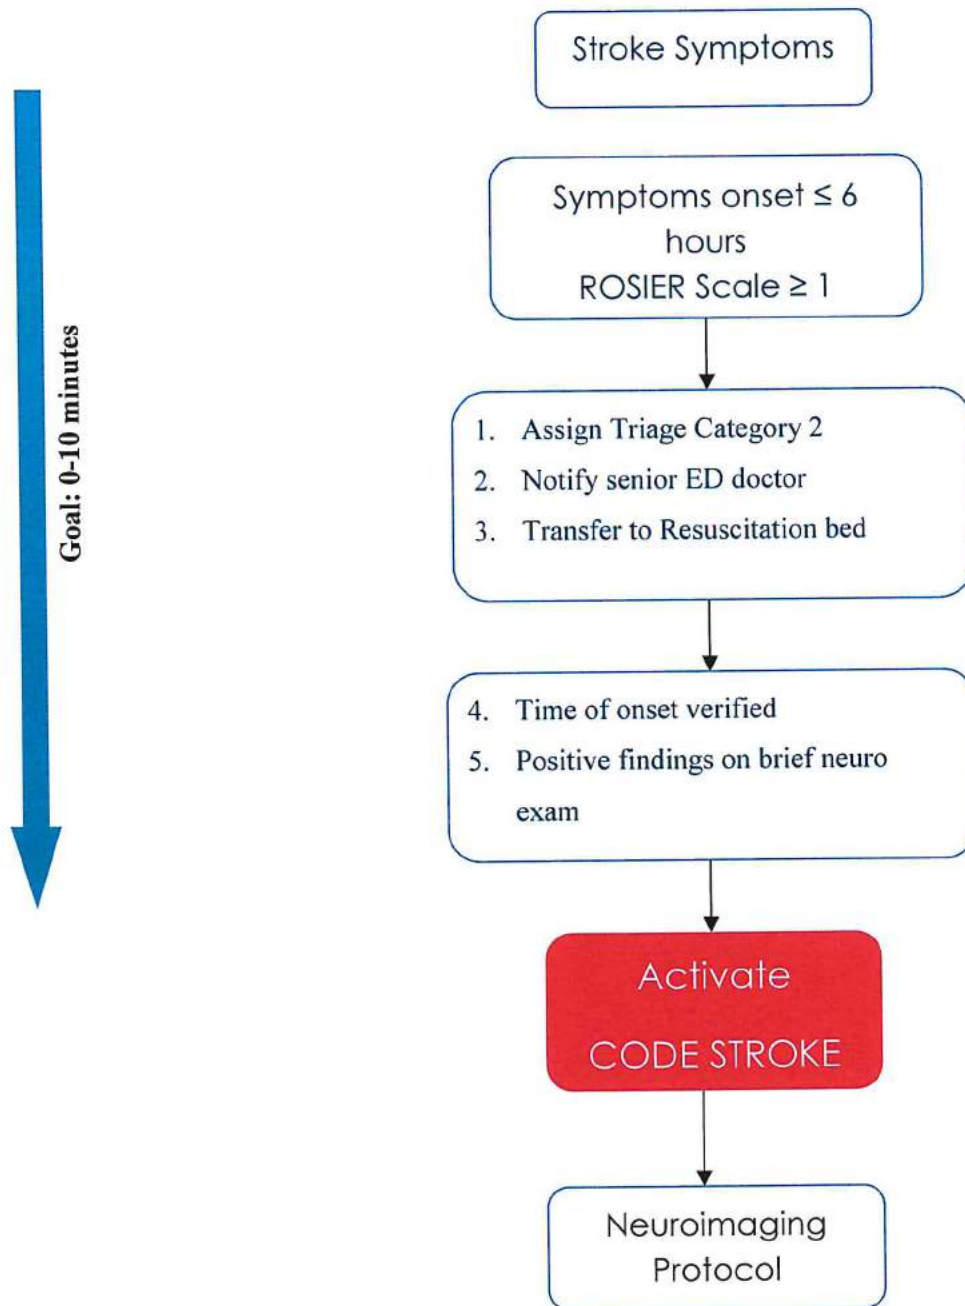 Stroke Symptoms
Symptoms onset ≤ 6
hours
ROSIER Scale ≥ 1
Goal: 0-10 minutes
1. Assign Triage Category 2
2. Notify senior ED doctor
3. Transfer to Resuscitation bed
4. Time of onset verified
5. Positive findings on brief neuro
exam
Activate
CODE STROKE
Neuroimaging
Protocol